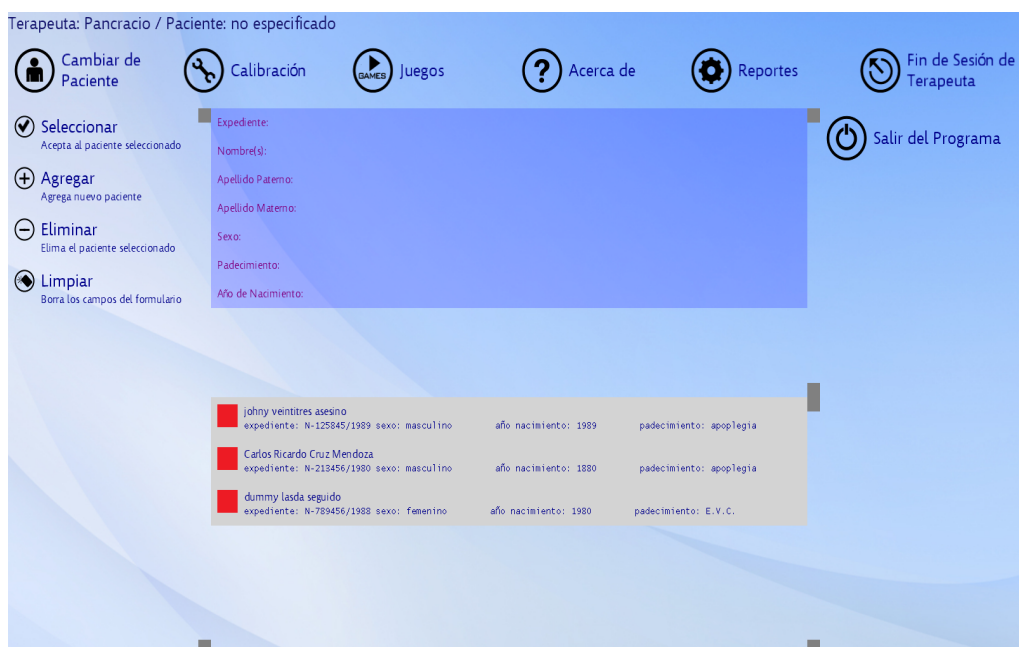 Terapeuta: Pancracio / Paciente: no especificado
Cambiar de
Paciente
Calibración
GAMES
Juegos
?
Acerca de
Reportes
Fin de Sesión de
Terapeuta
Seleccionar
Acepta al paciente seleccionado
Agregar
Agrega nuevo paciente
Eliminar
Elima el paciente seleccionado
Limpiar
Borra los campos del formulario
Expediente:
Nombre(s):
Apellido Paterno:
Apellido Materno:
Sexo:
Padecimiento:
Año de Nacimiento:
Salir del Programa
johny veintitres asesino
expediente: N-125845/1989 sexo: masculino año nacimiento: 1989 padecimiento: apoplegia
Carlos Ricardo Cruz Mendoza
expediente: N-213456/1980 sexo: masculino año nacimiento: 1880 padecimiento: apoplegia
dummy lasda seguido
expediente: N-789456/1988 sexo: femenino año nacimiento: 1980 padecimiento: E.V.C.